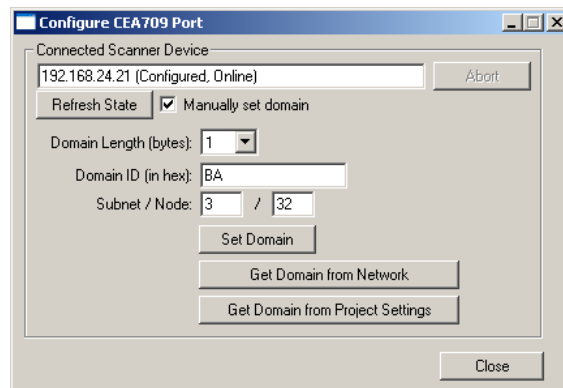 Configure CEA709 Port
Connected Scanner Device
192.168.24.21 (Configured, Online)
Abort
Refresh State
Manually set domain
Domain Length (bytes): 1
Domain ID (in hex): BA
Subnet / Node: 3 / 32
Set Domain
Get Domain from Network
Get Domain from Project Settings
Close